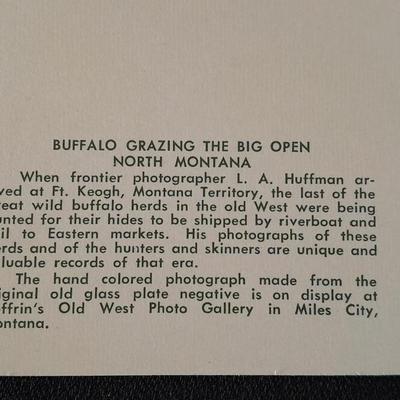 BUFFALO GRAZING THE BIG OPEN
NORTH MONTANA
When frontier photographer L. A. Huffman ar-
ved at Ft. Keogh, Montana Territory, the last of the
eat wild buffalo herds in the old West were being
unted for their hides to be shipped by riverboat and
il to Eastern markets. His photographs of these
erds and of the hunters and skinners are unique and
luable records of that era.
The hand colored photograph made from the
iginal old glass plate negative is on display at
offrin's Old West Photo Gallery in Miles City,
ontana.